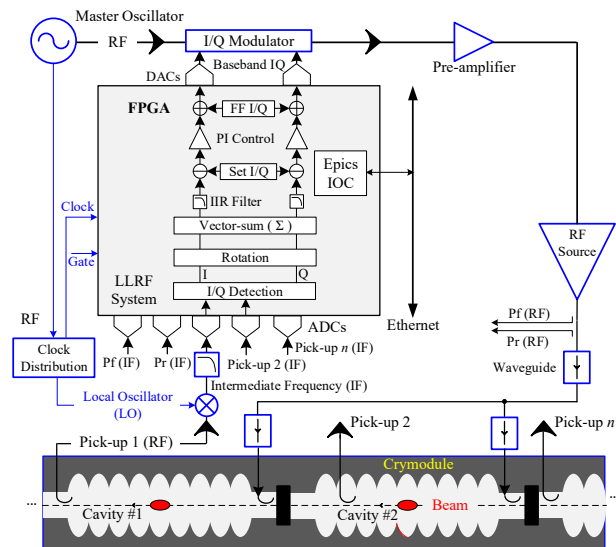 Master Oscillator
RF
I/Q Modulator
Pre-amplifier
DACs
Baseband IQ
FPGA
FF I/Q
PI Control
Set I/Q
Epics
IOC
IIR Filter
Clock
Vector-sum ( Σ )
Gate
Rotation
I
Q
LLRF
System
I/Q Detection
RF
Source
Ethernet
Pf (RF)
Pr (RF)
RF
ADCs
Clock
Distribution
Pf (IF)
Pr (IF)
Pick-up 2 (IF)
Pick-up n (IF)
Waveguide
Intermediate Frequency (IF)
Local Oscillator
(LO)
Pick-up 1 (RF)
Pick-up 2
Pick-up n
Crymodule
...
Cavity #1
Cavity #2
Beam
...